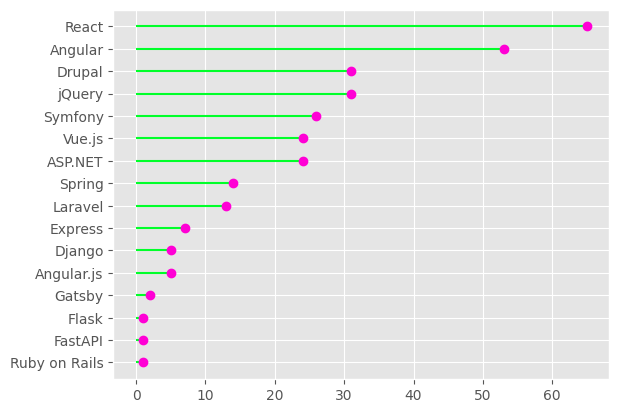 React
Angular
Drupal
jQuery
Symfony
Vue.js
ASP.NET
Spring
Laravel
Express
Django
Angular.js
Gatsby
Flask
FastAPI
Ruby on Rails
0 10 20 30 40 50 60